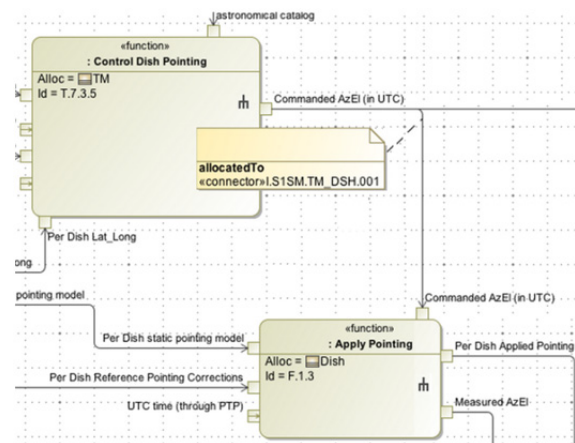 astronomical catalog
«function»
: Control Dish Pointing
Alloc = TM
Id = T.7.3.5
Commanded AzEl (in UTC)
allocatedTo
«connector»I.S1SM.TM_DSH.001
Per Dish Lat_Long
ong
pointing model
Commanded AzEl (in UTC)
«function»
: Apply Pointing
Per Dish static pointing model
Per Dish Applied Pointing
Alloc = Dish
Id = F.1.3
Per Dish Reference Pointing Corrections
UTC time (through PTP)
Measured AzEl